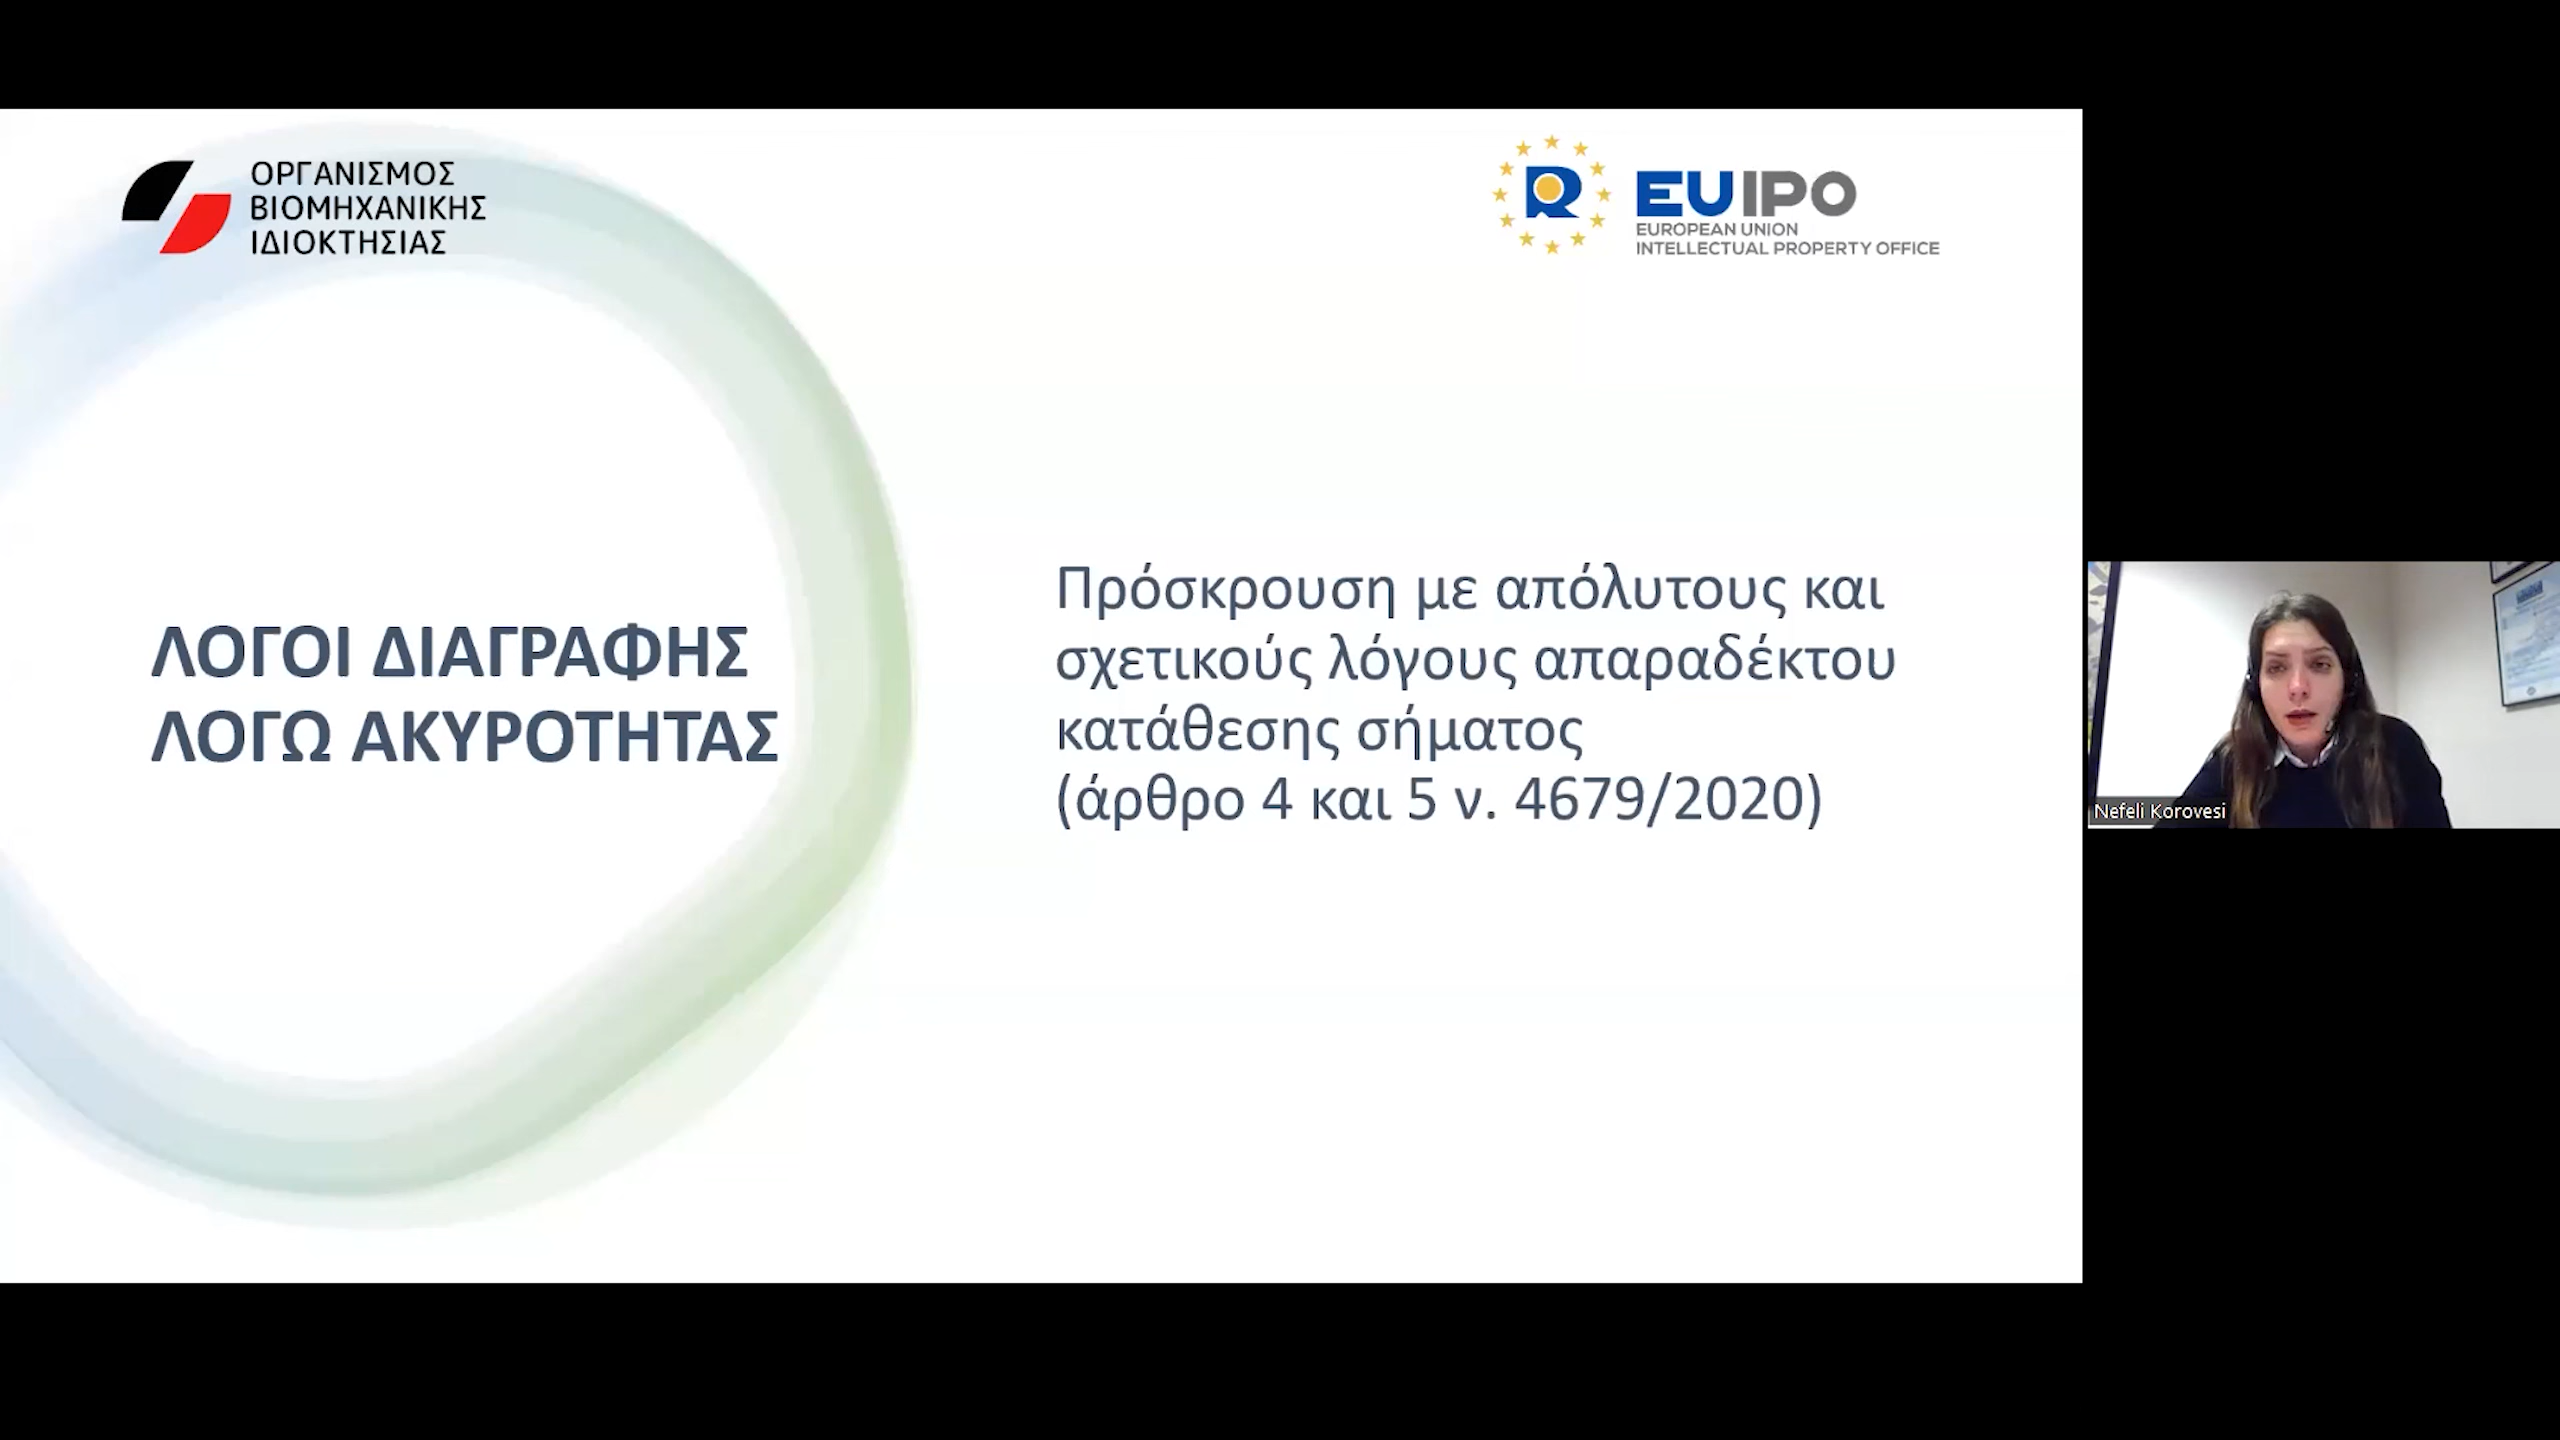 ΟΡΓΑΝΙΣΜΟΣ
ΒΙΟΜΗΧΑΝΙΚΗΣ
ΙΔΙΟΚΤΗΣΙΑΣ
EUIPO
EUROPEAN UNION
INTELLECTUAL PROPERTY OFFICE
ΛΟΓΟΙ ΔΙΑΓΡΑΦΗΣ
ΛΟΓΩ ΑΚΥΡΟΤΗΤΑΣ
Πρόσκρουση με απόλυτους και
σχετικούς λόγους απαραδέκτου
κατάθεσης σήματος
(άρθρο 4 και 5 ν. 4679/2020)
Nefeli Korovesi